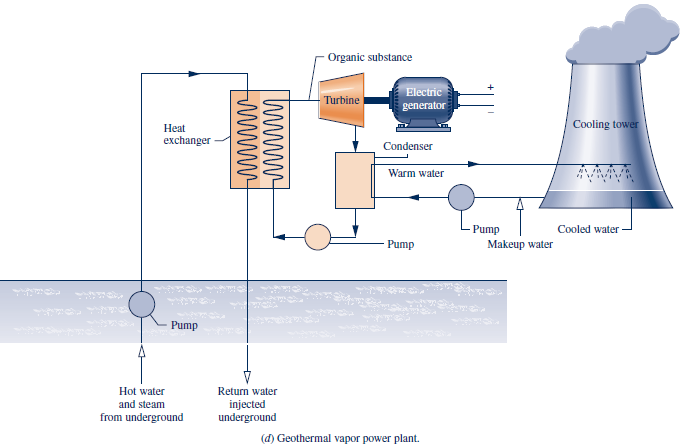 Organic substance
Turbine
Electric
generator
+
−
Heat
exchanger
Condenser
Warm water
Cooling tower
Pump
Pump
Makeup water
Cooled water
Pump
Hot water
and steam
from underground
Return water
injected
underground
(d) Geothermal vapor power plant.